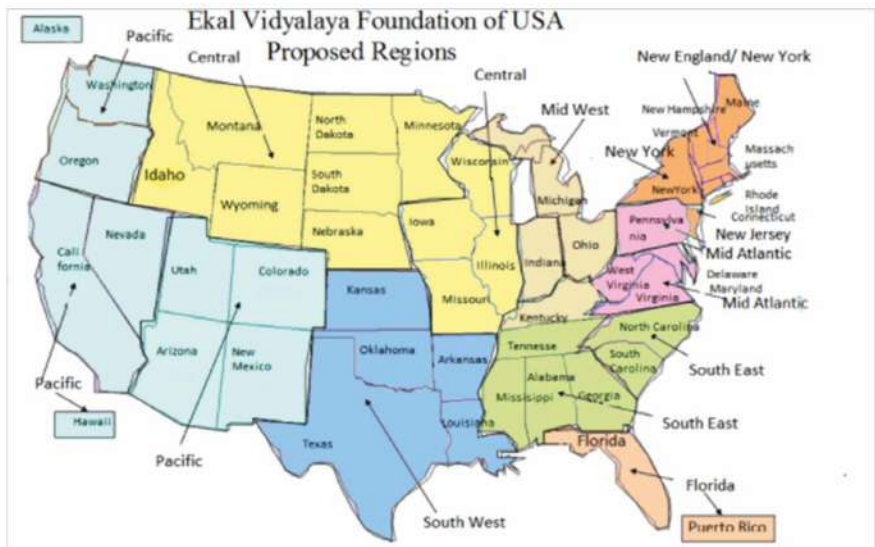 Ekal Vidyalaya Foundation of USA
Proposed Regions
Alaska
Pacific
Central
Central
New England/ New York
Mid West
Washington
Montana
North
Dakota
Minnesota
New Hampshire
Maine
Vermont
Massach
usetts
Oregon
Idaho
South
Dakota
Wisconsin
New York
Wyoming
Michigan
NewYork
Rhode
Island
Connecticut
Nevada
Nebraska
Iowa
Pennsylva
nia
New Jersey
Mid Atlantic
Cali
fornia
Utah
Colorado
Illinois
Indiana
Ohio
West
Virginia
Delaware
Maryland
Kansas
Missouri
Virginia
Mid Atlantic
Kentucky
Arizona
New
Mexico
Oklahoma
Arkansas
Tennesse
North Carolina
South
Carolina
South East
Pacific
Alabama
Missisippi
Georgia
Hawaii
Texas
Louisiana
South East
Florida
Pacific
Florida
South West
Puerto Rico